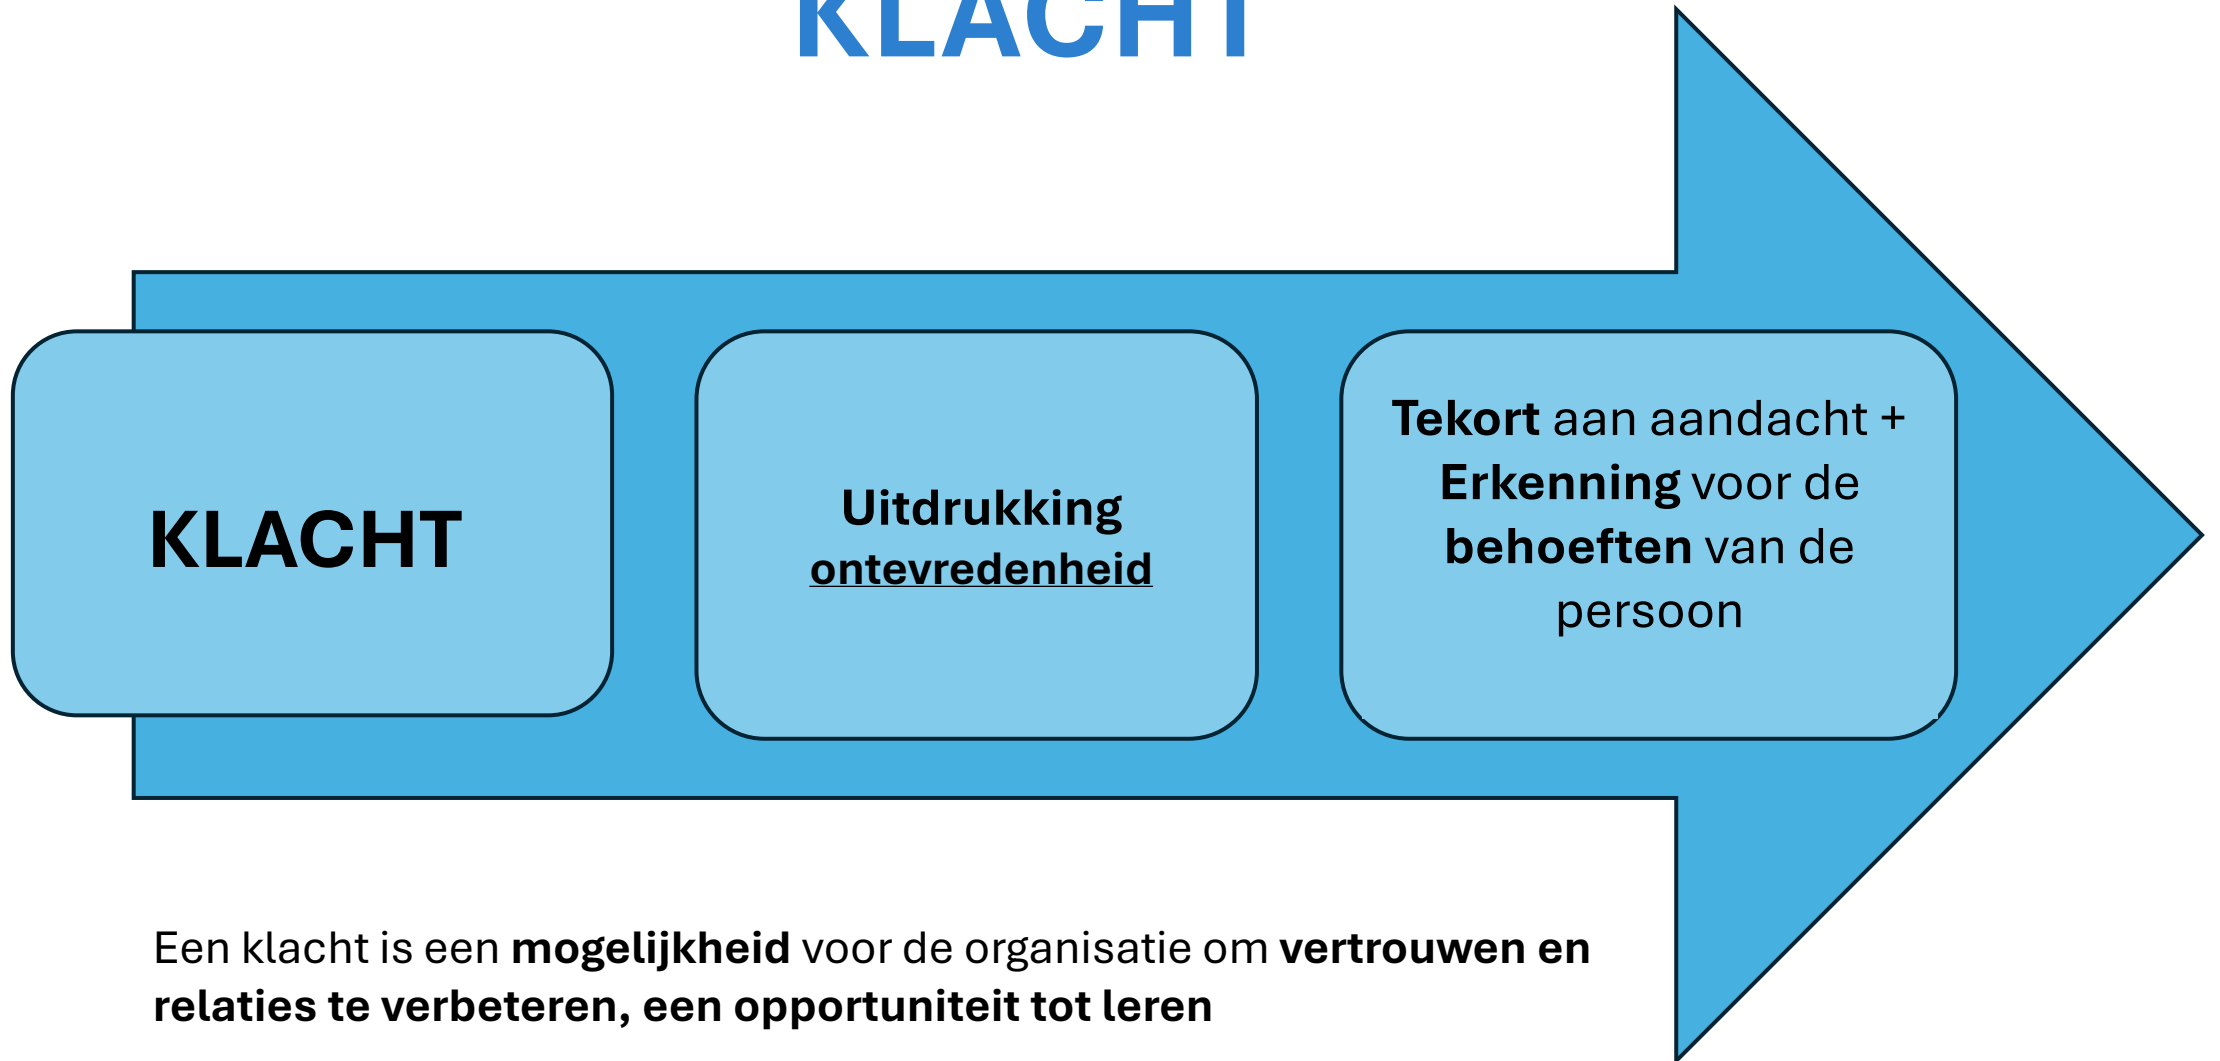 KLACHT
KLACHT
Uitdrukking
ontevredenheid
Tekort aan aandacht +
Erkenning voor de
behoeften van de
persoon
Een klacht is een mogelijkheid voor de organisatie om vertrouwen en
relaties te verbeteren, een opportuniteit tot leren